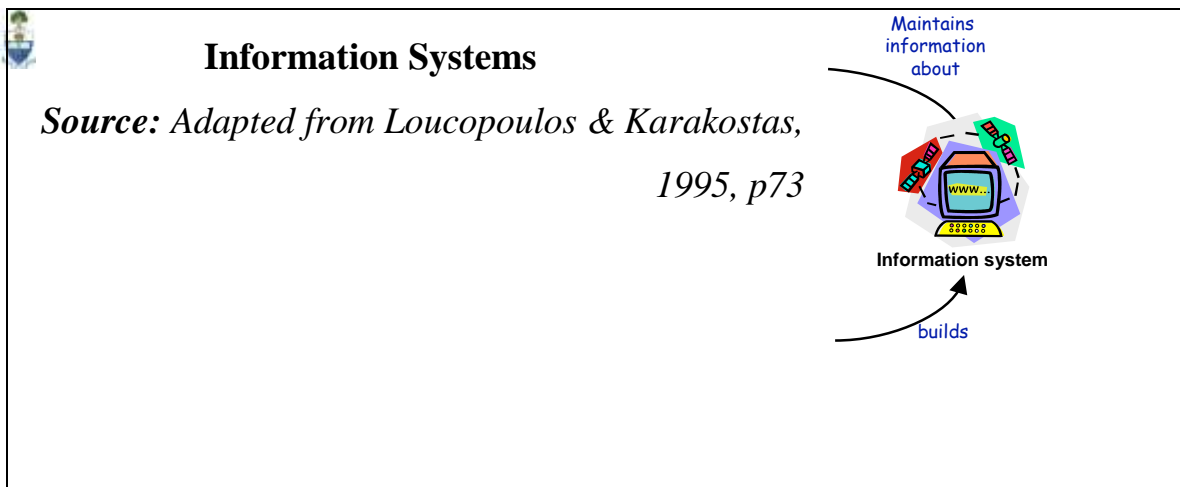 Information Systems
Source: Adapted from Loucopoulos & Karakostas,
1995, p73
Maintains
information
about
www...
Information system
builds